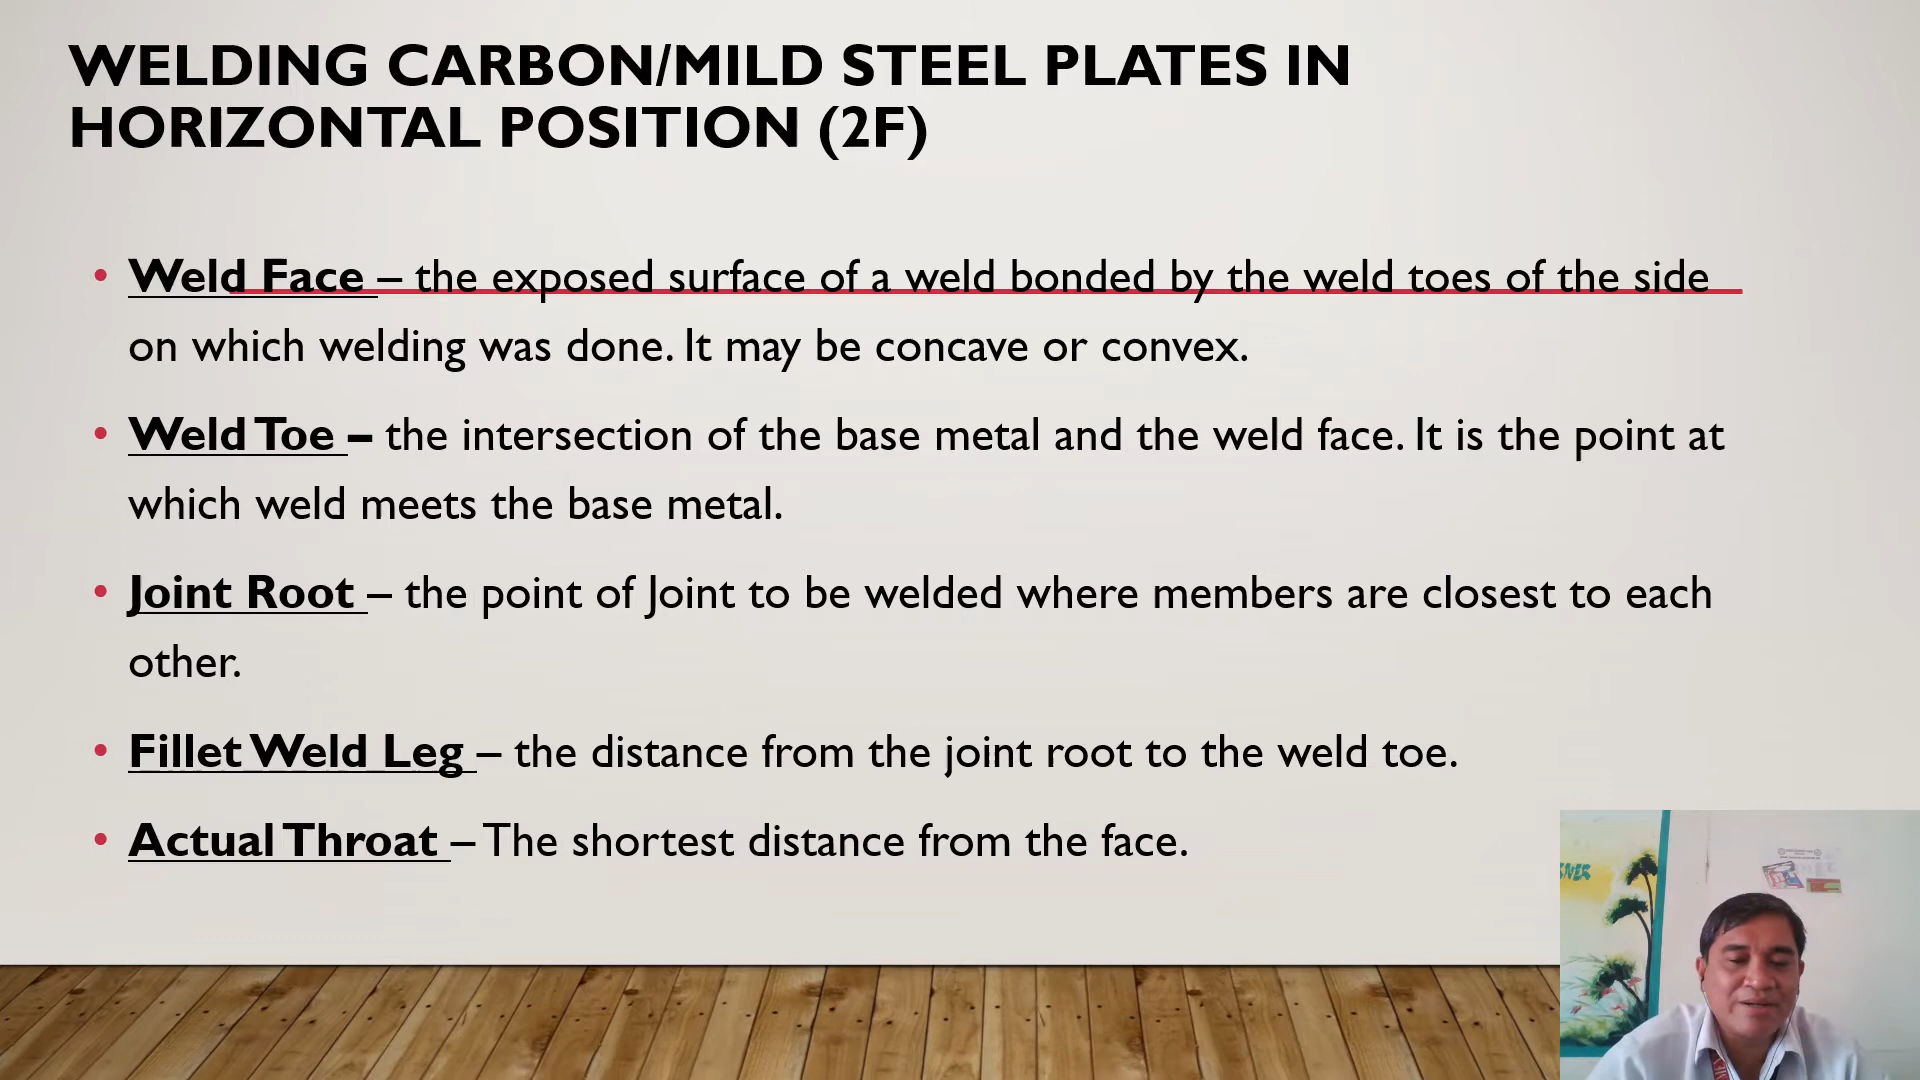 WELDING CARBON/MILD STEEL PLATES IN
HORIZONTAL POSITION (2F)
• Weld Face – the exposed surface of a weld bonded by the weld toes of the side
on which welding was done. It may be concave or convex.
• Weld Toe – the intersection of the base metal and the weld face. It is the point at
which weld meets the base metal.
• Joint Root – the point of Joint to be welded where members are closest to each
other.
• Fillet Weld Leg – the distance from the joint root to the weld toe.
• Actual Throat – The shortest distance from the face.